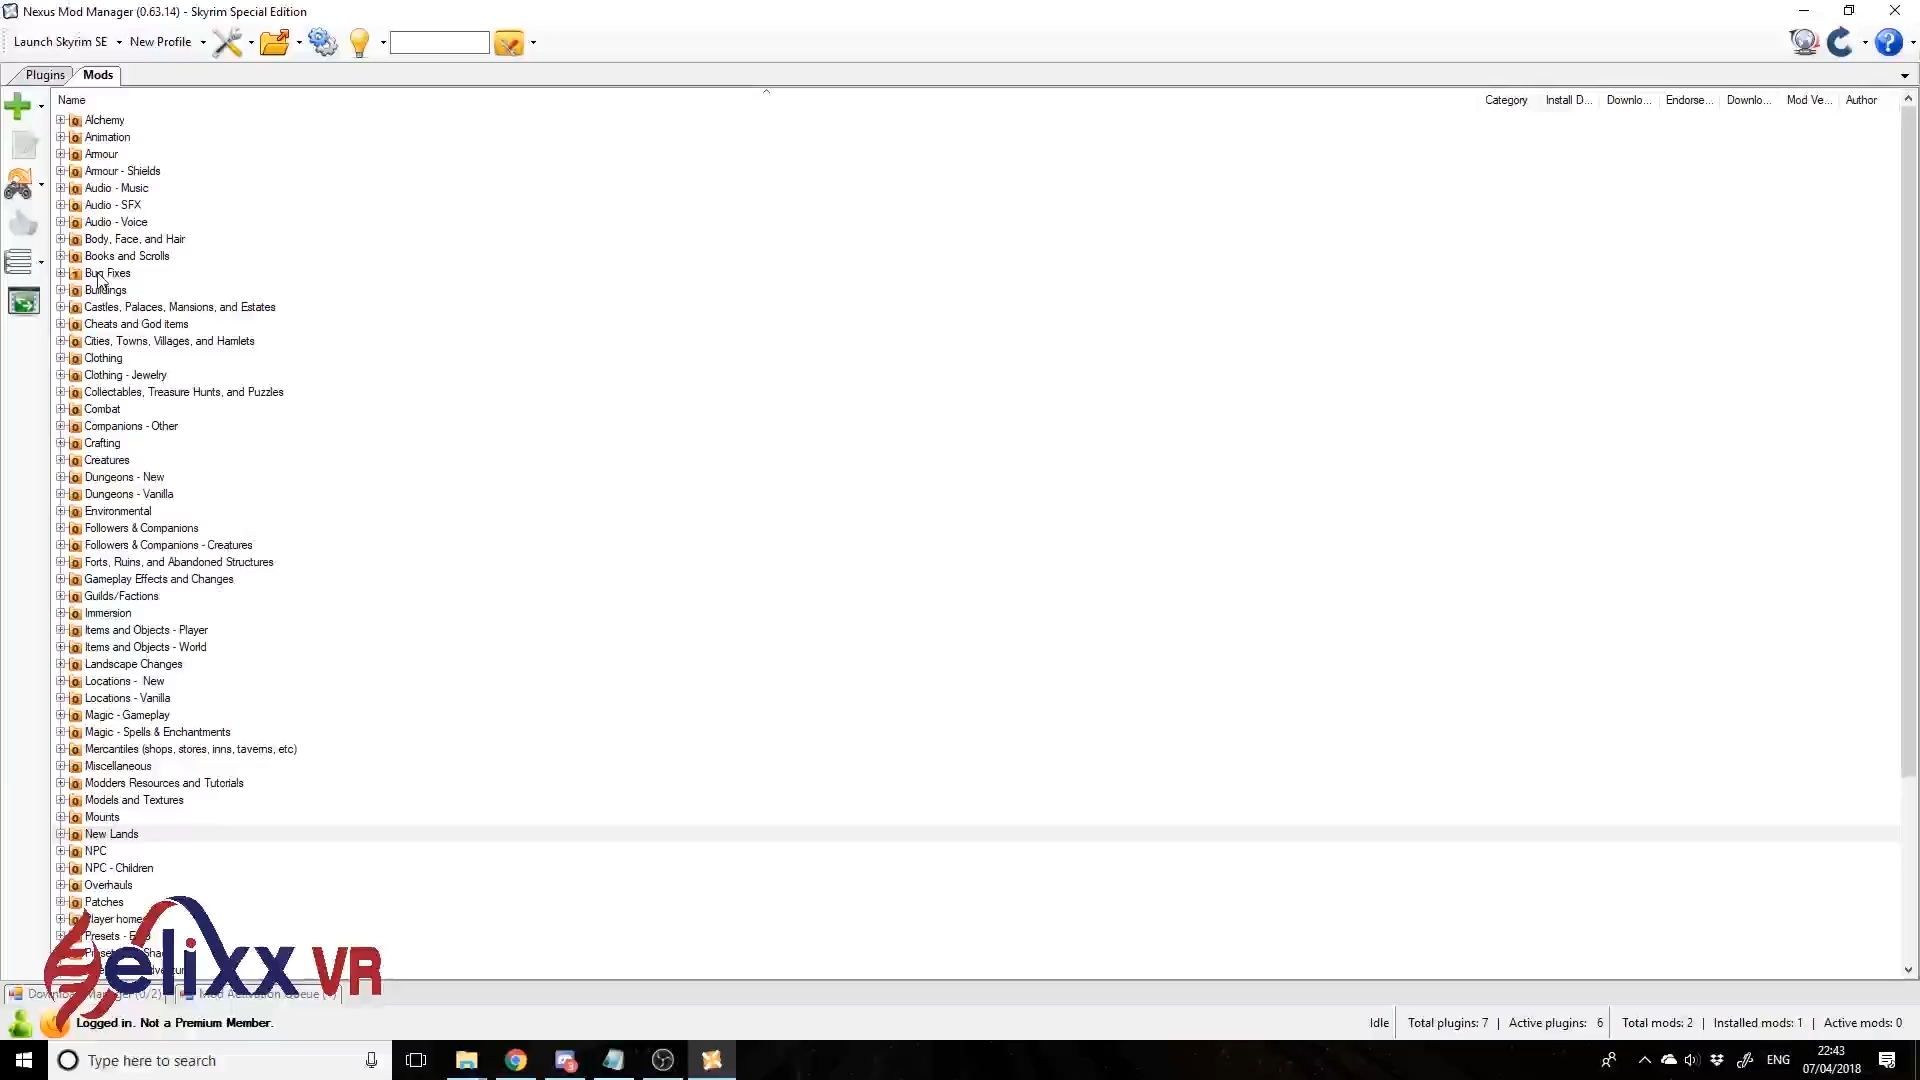 Nexus Mod Manager (0.63.14) - Skyrim Special Edition
Launch Skyrim SE New Profile
Plugins Mods
Name Category Install D... Downlo... Endorse... Downlo... Mod Ve... Author
Alchemy
Animation
Armour
Armour - Shields
Audio - Music
Audio - SFX
Audio - Voice
Body, Face, and Hair
Books and Scrolls
Bug Fixes
Buildings
Castles, Palaces, Mansions, and Estates
Cheats and God items
Cities, Towns, Villages, and Hamlets
Clothing
Clothing - Jewelry
Collectables, Treasure Hunts, and Puzzles
Combat
Companions - Other
Crafting
Creatures
Dungeons - New
Dungeons - Vanilla
Environmental
Followers & Companions
Followers & Companions - Creatures
Forts, Ruins, and Abandoned Structures
Gameplay Effects and Changes
Guilds/Factions
Immersion
Items and Objects - Player
Items and Objects - World
Landscape Changes
Locations - New
Locations - Vanilla
Magic - Gameplay
Magic - Spells & Enchantments
Mercantiles (shops, stores, inns, taverns, etc)
Miscellaneous
Modders Resources and Tutorials
Models and Textures
Mounts
New Lands
NPC
NPC - Children
Overhauls
Patches
Player home
Presets -
elixx VR
Logged in. Not a Premium Member. Idle Total plugins: 7 | Active plugins: 6 Total mods: 2 | Installed mods: 1 | Active mods: 0
Type here to search ENG 22:43
07/04/2018